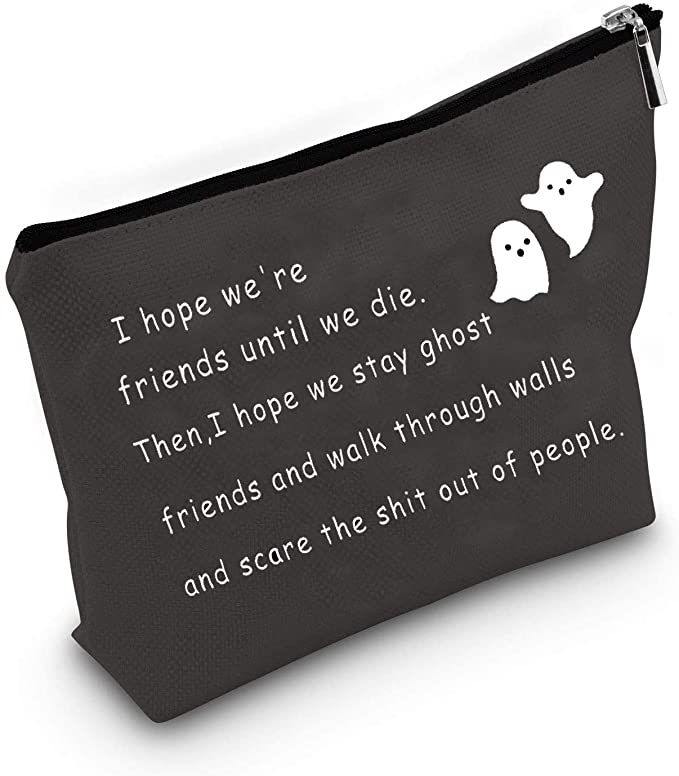 I hope we're
friends until we die.
Then,I hope we stay ghost
friends and walk through walls
and scare the shit out of people.